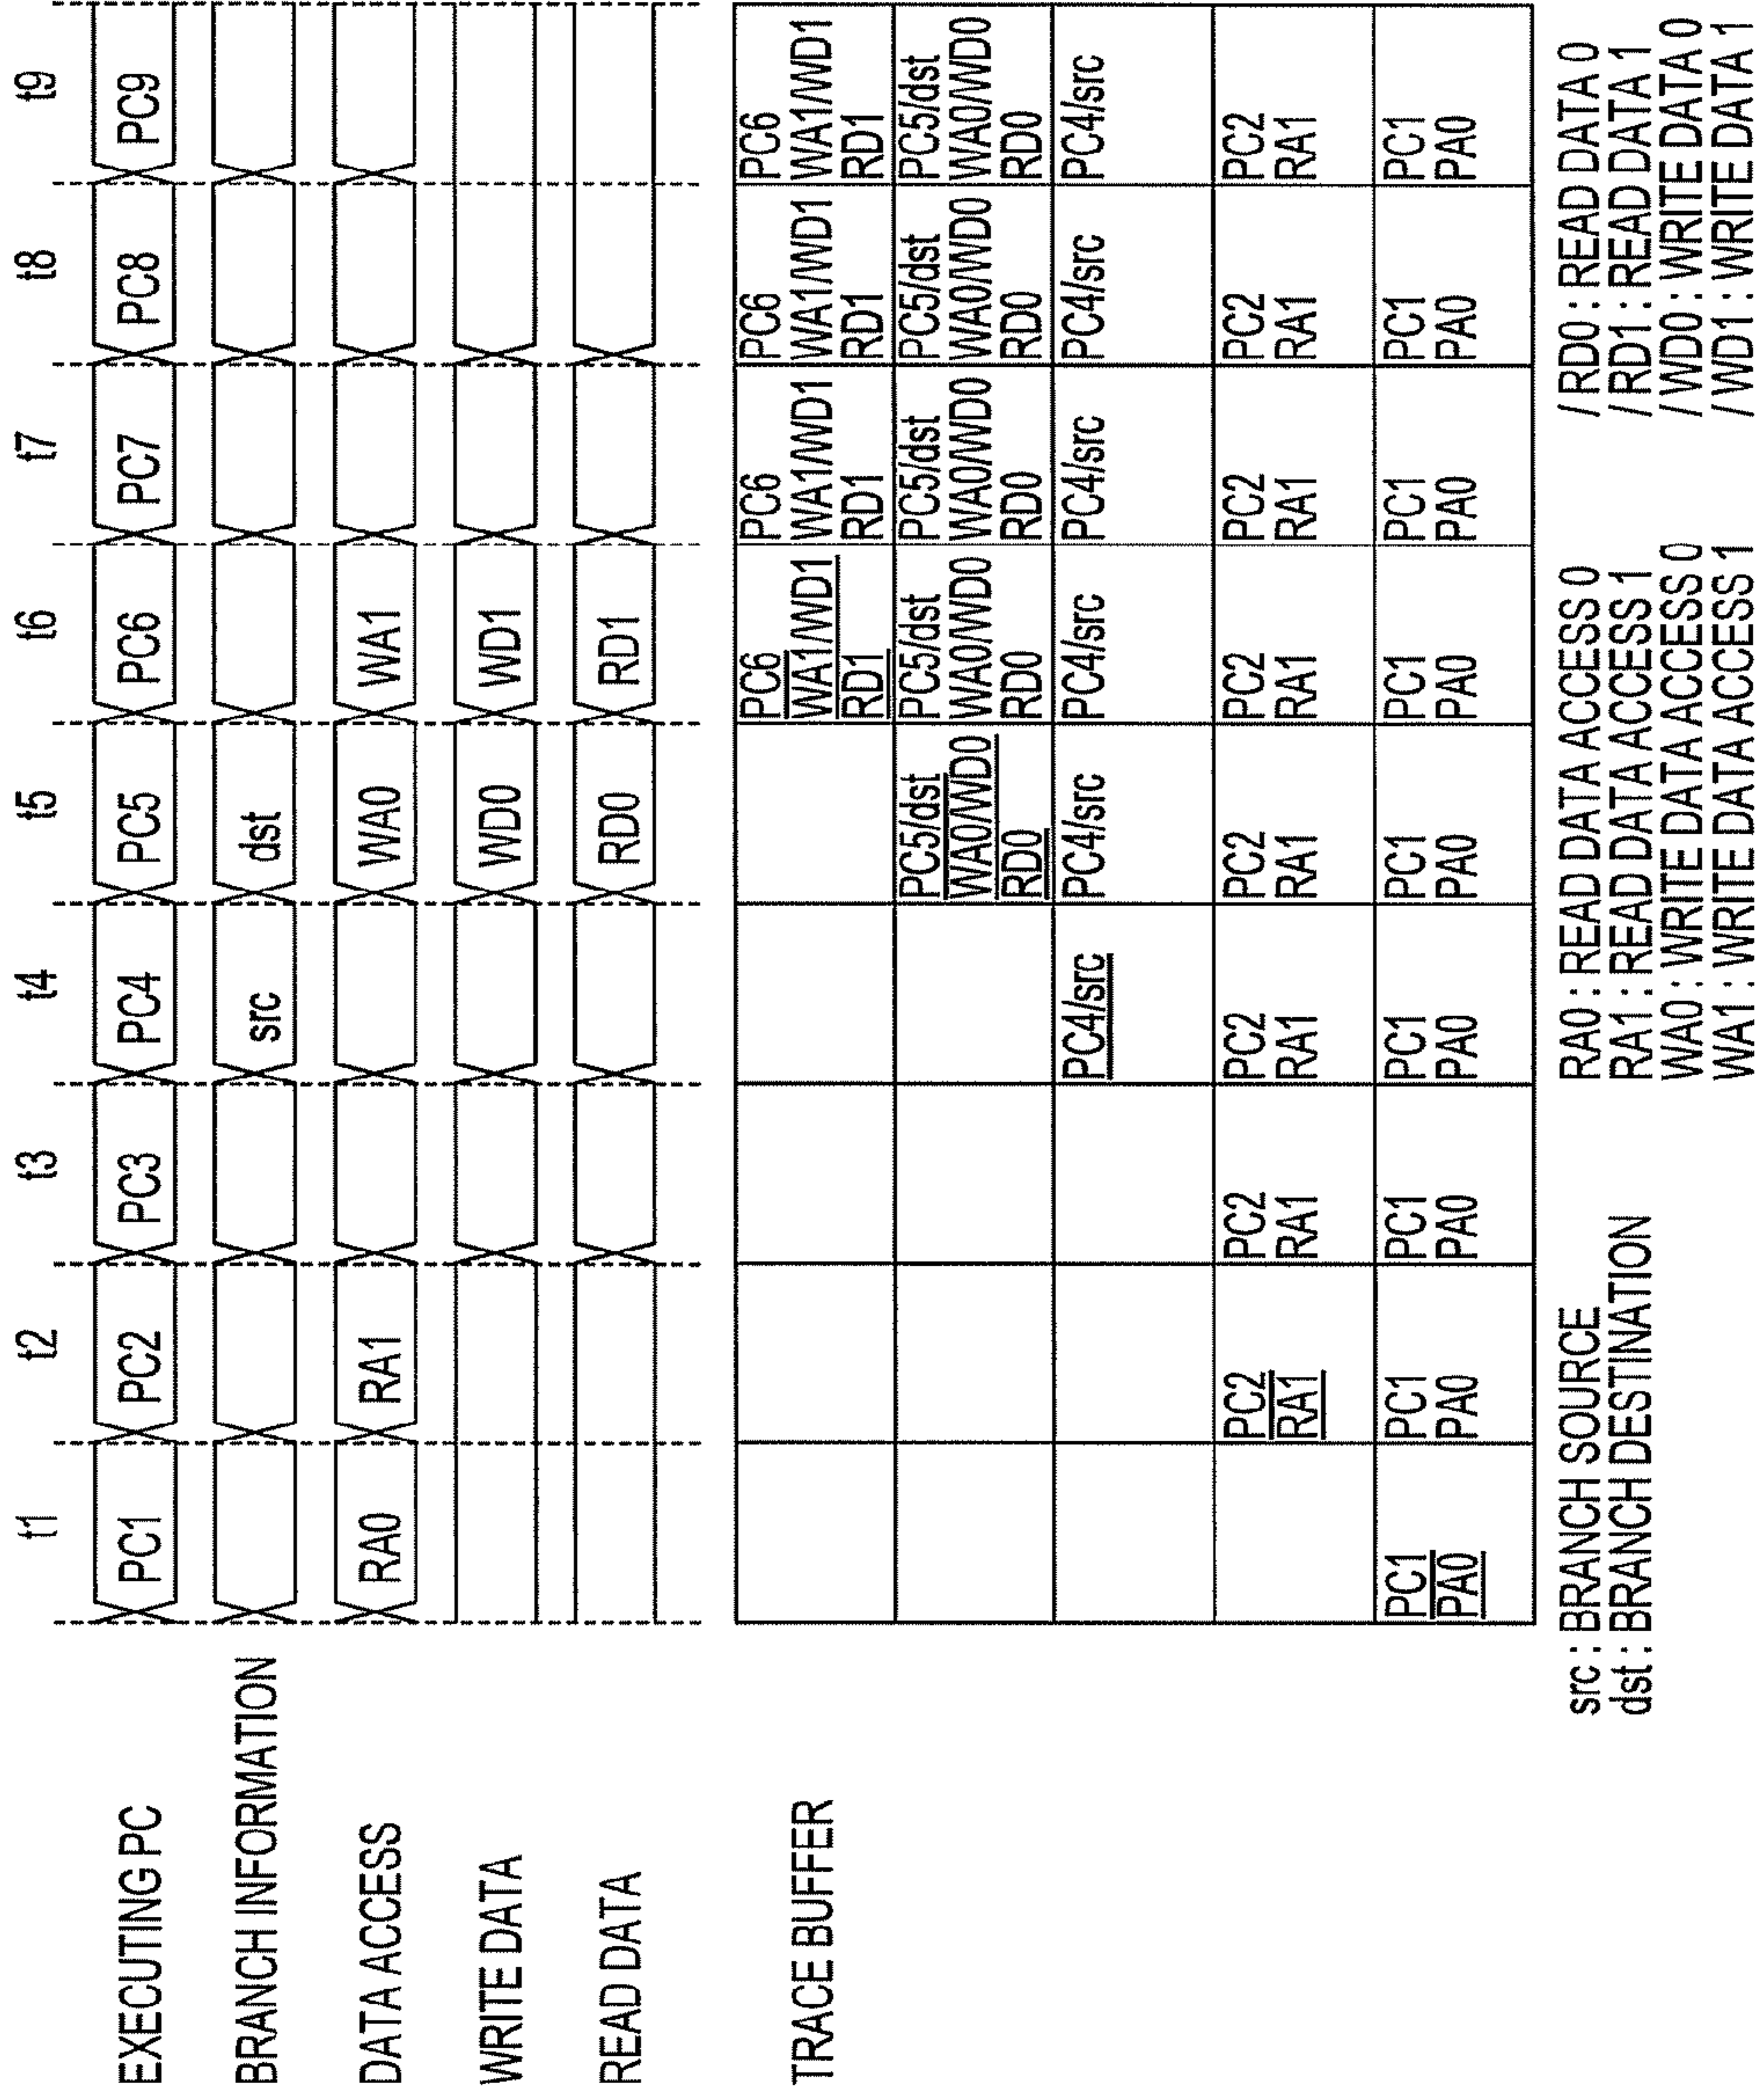 t1 t2 t3 t4 t5 t6 t7 t8 t9
EXECUTING PC PC1 PC2 PC3 PC4 PC5 PC6 PC7 PC8 PC9
BRANCH INFORMATION src dst
DATA ACCESS RA0 RA1 WA0 WA1
WRITE DATA WD0 WD1
READ DATA RD0 RD1
TRACE BUFFER
PC6 PC6 PC6 PC6
WA1/WD1 WA1/WD1 WA1/WD1 WA1/WD1
RD1 RD1 RD1 RD1
PC5/dst PC5/dst PC5/dst PC5/dst PC5/dst
WA0/WD0 WA0/WD0 WA0/WD0 WA0/WD0 WA0/WD0
RD0 RD0 RD0 RD0 RD0
PC4/src PC4/src PC4/src PC4/src PC4/src PC4/src
PC2 PC2 PC2 PC2 PC2 PC2 PC2 PC2
RA1 RA1 RA1 RA1 RA1 RA1 RA1 RA1
PC1 PC1 PC1 PC1 PC1 PC1 PC1 PC1 PC1
PA0 PA0 PA0 PA0 PA0 PA0 PA0 PA0 PA0
src : BRANCH SOURCE RA0 : READ DATA ACCESS 0 / RD0 : READ DATA 0
dst : BRANCH DESTINATION RA1 : READ DATA ACCESS 1 / RD1 : READ DATA 1
WA0 : WRITE DATA ACCESS 0 / WD0 : WRITE DATA 0
WA1 : WRITE DATA ACCESS 1 / WD1 : WRITE DATA 1